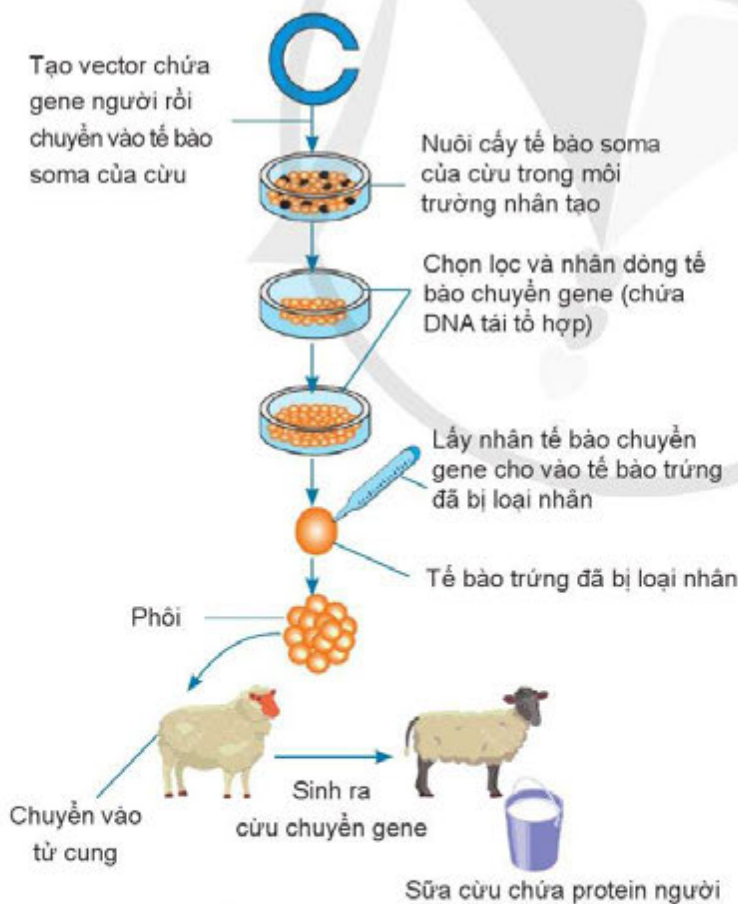 Tạo vector chứa
gene người rồi
chuyển vào tế bào
soma của cừu
Nuôi cấy tế bào soma
của cừu trong môi
trường nhân tạo
Chọn lọc và nhân dòng tế
bào chuyển gene (chứa
DNA tái tổ hợp)
Lấy nhân tế bào chuyển
gene cho vào tế bào trứng
đã bị loại nhân
Tế bào trứng đã bị loại nhân
Phôi
Chuyển vào
tử cung
Sinh ra
cừu chuyển gene
Sữa cừu chứa protein người